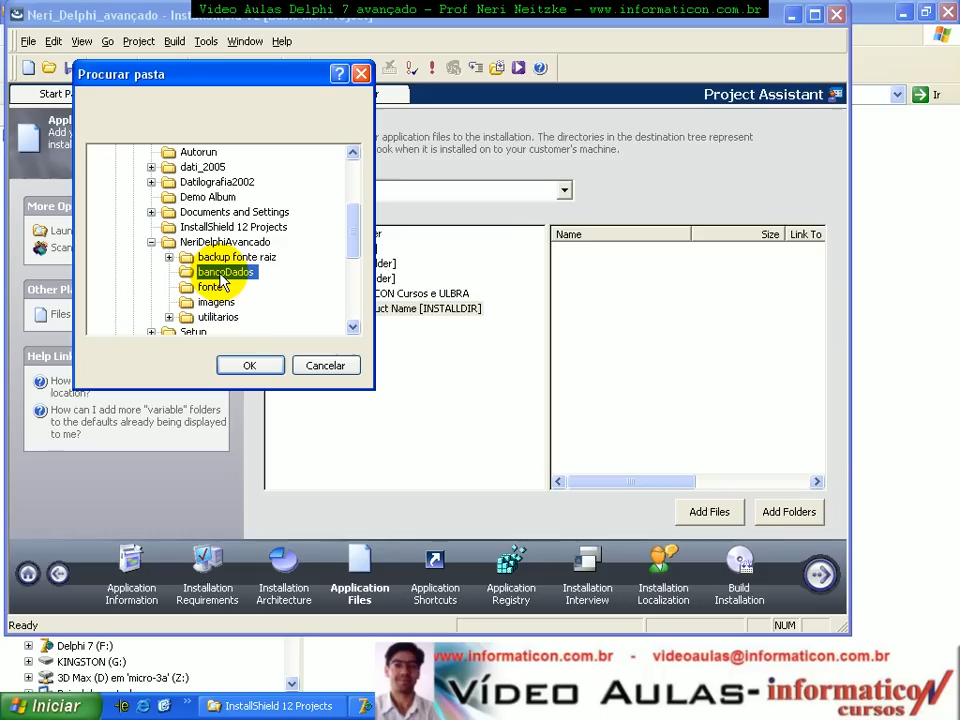 Neri_Delphi_avançado - InstallShield 12
Video Aulas Delphi 7 avançado - Prof Neri Neitzke - www.informaticon.com.br
File Edit View Go Project Build Tools Window Help
Procurar pasta
Start
Project Assistant
Ir
Add y
instal
application files to the installation. The directories in the destination tree represent
ook when it is installed on to your customer's machine.
Autorun
dati_2005
Datilografia2002
Demo Album
Documents and Settings
InstallShield 12 Projects
NeriDelphiAvancado
backup fonte raiz
bancoDados
fonte
imagens
utilitarios
Setup
OK
Cancelar
More Op
Laun
Scan
Other Pl
Files
Help Link
How
location?
How can I add more "variable" folders
to the defaults already being displayed
to me?
der]
der]
CON Cursos e ULBRA
uct Name [INSTALLDIR]
Name Size Link To
Add Files
Add Folders
Application Information
Installation Requirements
Installation Architecture
Application Files
Application Shortcuts
Application Registry
Installation Interview
Installation Localization
Build Installation
Ready
NUM
Delphi 7 (F:)
KINGSTON (G:)
3D Max (D) em 'micro-3a' (Z:)
www.informaticon.com.br - videoaulas@informaticon.com.br
VÍDEO AULAS- informaticoN
cursos
Iniciar
InstallShield 12 Projects